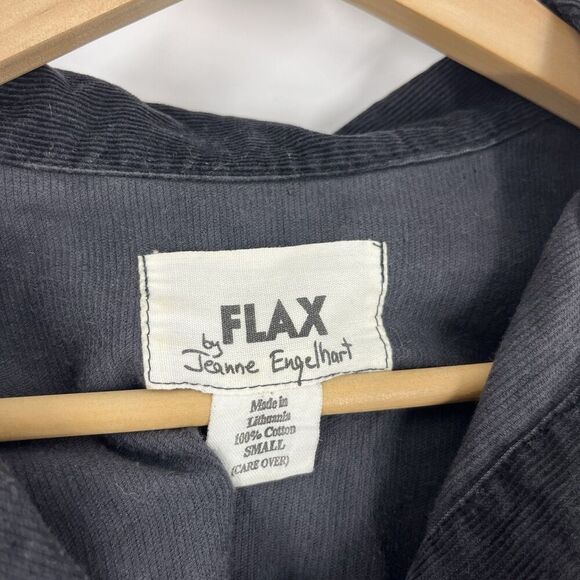 FLAX
by
Jeanne Engelhart
Made in
Lithuania
100% Cotton
SMALL
(CARE OVER)